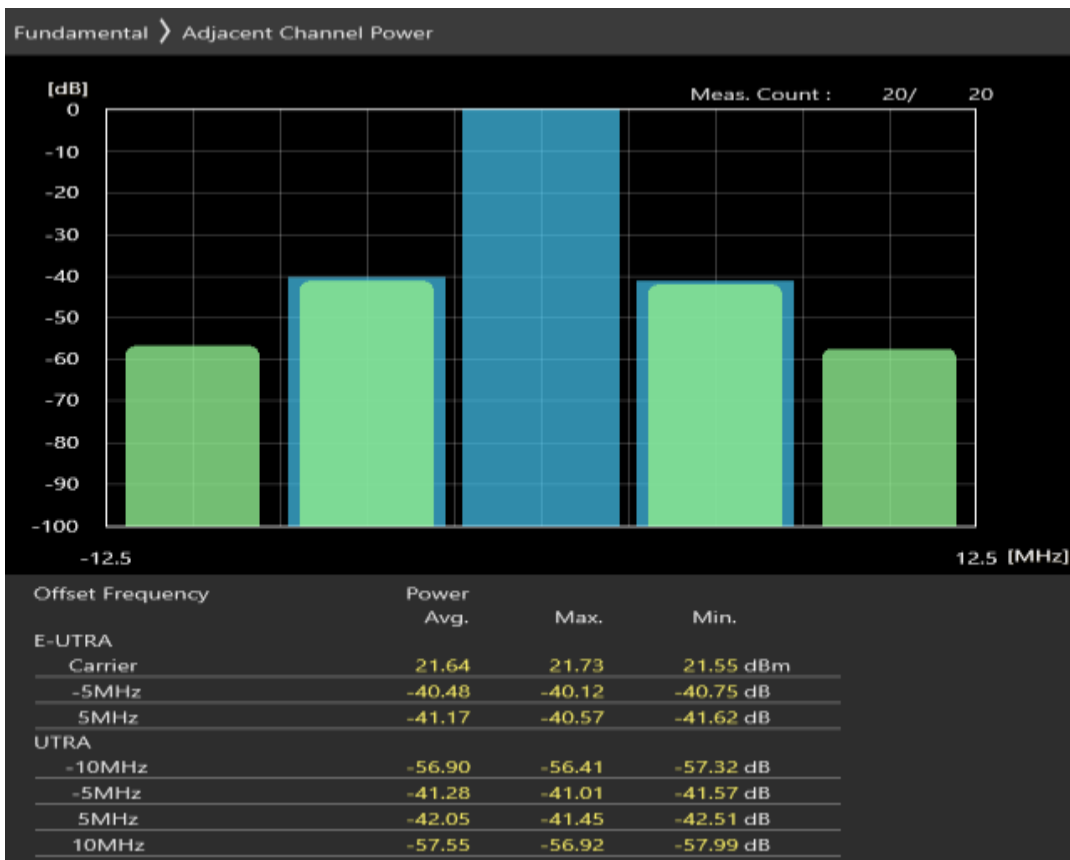 Fundamental 〉 Adjacent Channel Power
[dB]
Meas. Count : 20/ 20
0
-10
-20
-30
-40
-50
-60
-70
-80
-90
-100
-12.5 12.5 [MHz]
Offset Frequency Power
Avg. Max. Min.
E-UTRA
Carrier 21.64 21.73 21.55 dBm
-5MHz -40.48 -40.12 -40.75 dB
5MHz -41.17 -40.57 -41.62 dB
UTRA
-10MHz -56.90 -56.41 -57.32 dB
-5MHz -41.28 -41.01 -41.57 dB
5MHz -42.05 -41.45 -42.51 dB
10MHz -57.55 -56.92 -57.99 dB